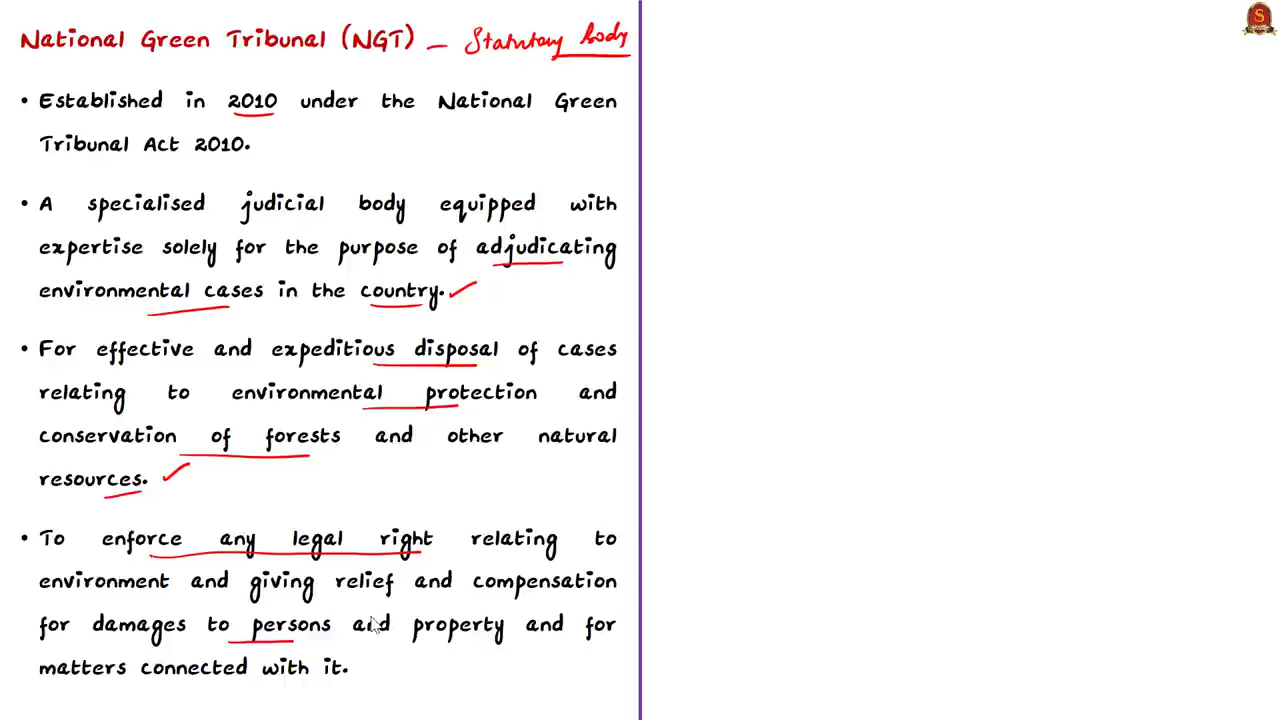 National Green Tribunal (NGT) - Statutary body
• Established in 2010 under the National Green
Tribunal Act 2010.
• A specialised judicial body equipped with
expertise solely for the purpose of adjudicating
environmental cases in the country.
• For effective and expeditious disposal of cases
relating to environmental protection and
conservation of forests and other natural
resources.
• To enforce any legal right relating to
environment and giving relief and compensation
for damages to persons and property and for
matters connected with it.
S